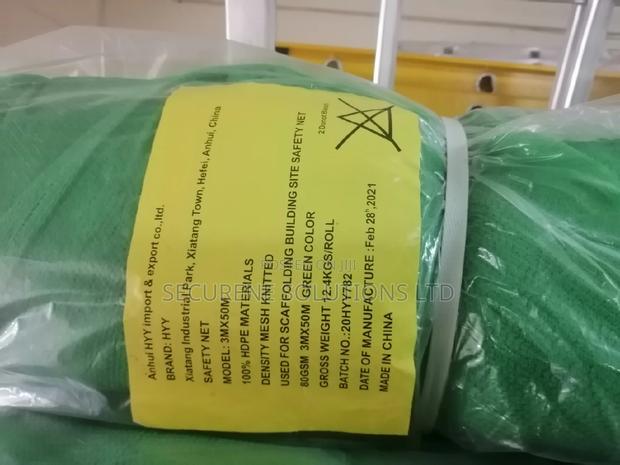 Anhui HYY import & export co.,ltd.
BRAND: HYY
Xiatang Industrial Park, Xiatang Town, Hefei, Anhui, China
SAFETY NET
MODEL: 3MX50M
100% HDPE MATERIALS
DENSITY MESH KNITTED
USED FOR SCAFFOLDING BUILDING SITE SAFETY NET
80GSM 3MX50M GREEN COLOR
GROSS WEIGHT 12.4KGS/ROLL
BATCH NO.:20HYY782
DATE OF MANUFACTURE :Feb 28",2021
MADE IN CHINA
SECURENET SOLUTIONS LTD